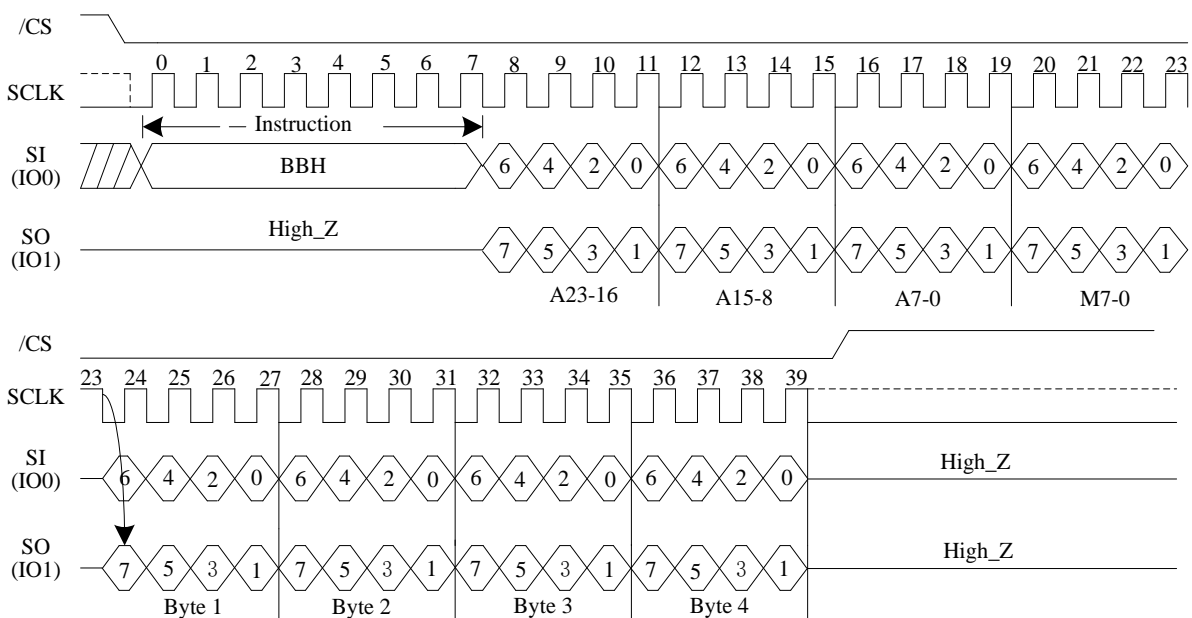 /CS
0 1 2 3 4 5 6 7 8 9 10 11 12 13 14 15 16 17 18 19 20 21 22 23
SCLK
Instruction
SI
(IO0)
BBH 6 4 2 0 6 4 2 0 6 4 2 0 6 4 2 0
SO
(IO1)
High_Z 7 5 3 1 7 5 3 1 7 5 3 1 7 5 3 1
A23-16 A15-8 A7-0 M7-0
/CS
23 24 25 26 27 28 29 30 31 32 33 34 35 36 37 38 39
SCLK
SI
(IO0)
6 4 2 0 6 4 2 0 6 4 2 0 6 4 2 0 High_Z
SO
(IO1)
7 5 3 1 7 5 3 1 7 5 3 1 7 5 3 1 High_Z
Byte 1 Byte 2 Byte 3 Byte 4